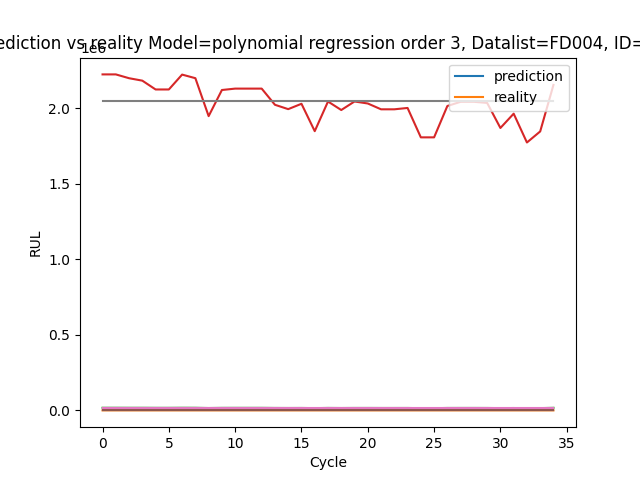 ediction vs reality Model=polynomial regression order 3, Datalist=FD004, ID=
1e6
prediction
reality
2.0
1.5
1.0
0.5
0.0
RUL
0 5 10 15 20 25 30 35
Cycle